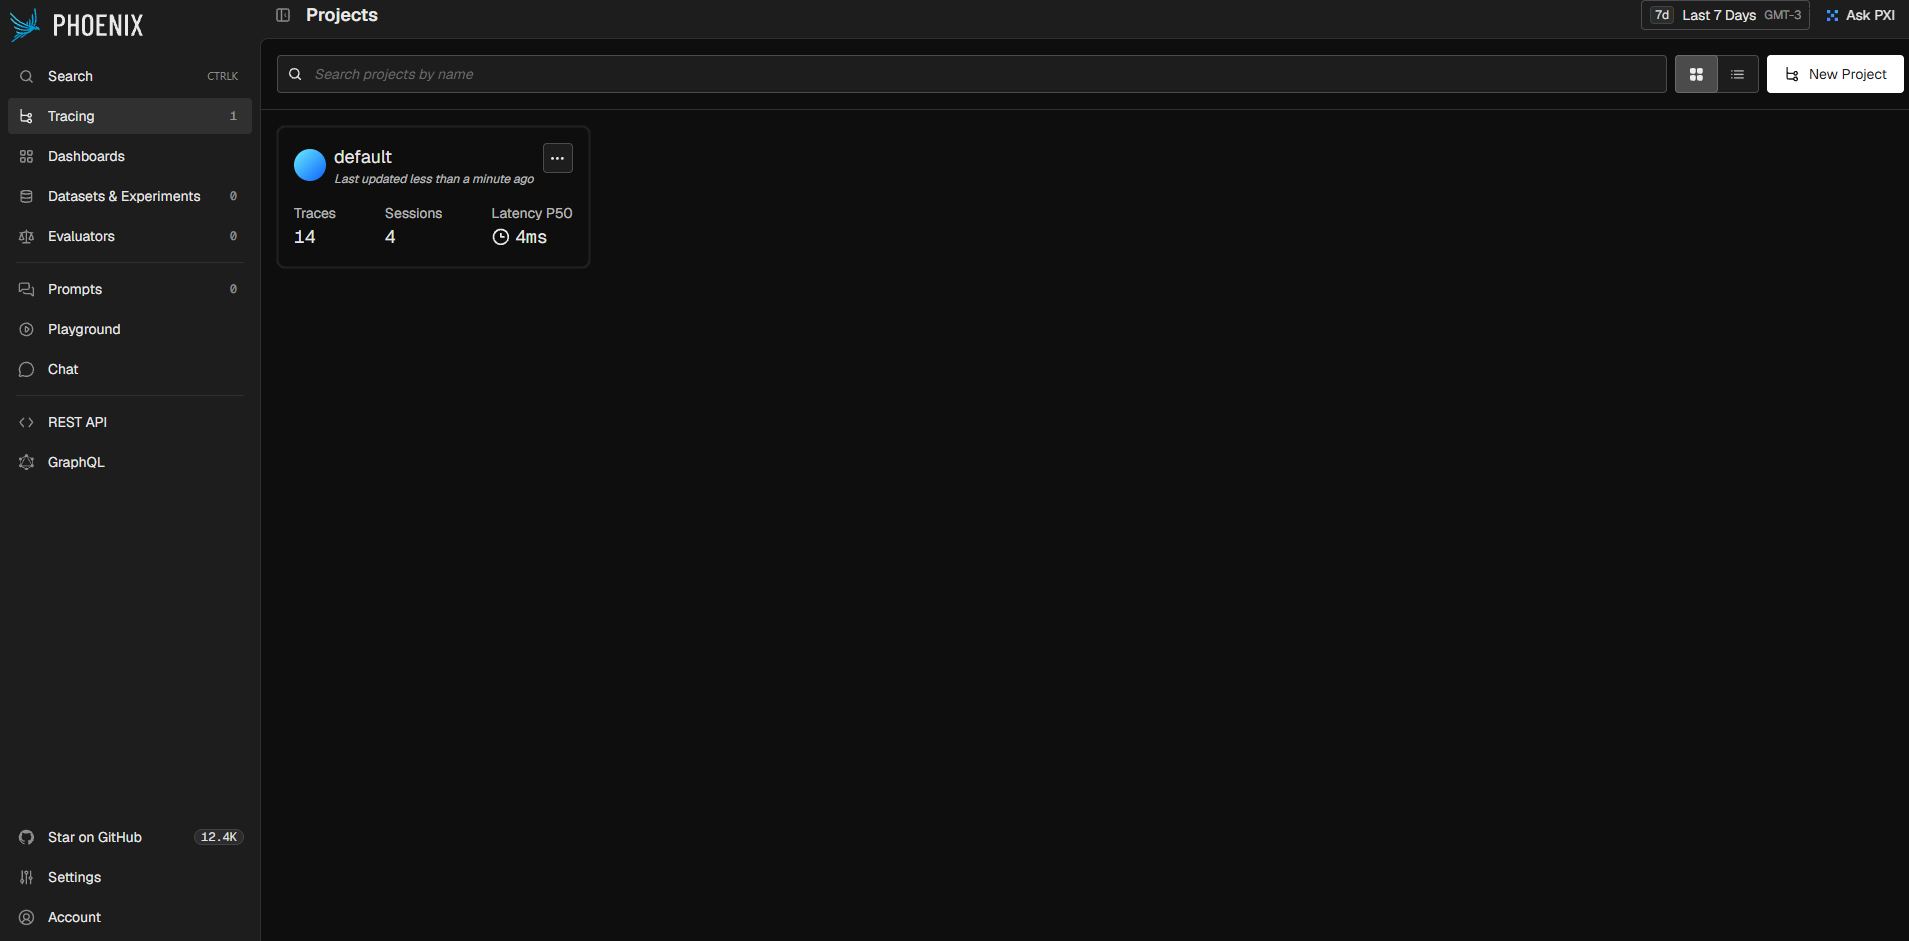 PHOENIX
Search CTRLK
Tracing 1
Dashboards
Datasets & Experiments 0
Evaluators 0
Prompts 0
Playground
Chat
REST API
GraphQL
Star on GitHub 12.4K
Settings
Account
Projects
7d Last 7 Days GMT-3
Ask PXI
Search projects by name
New Project
default
Last updated less than a minute ago
Traces Sessions Latency P50
14 4 4ms